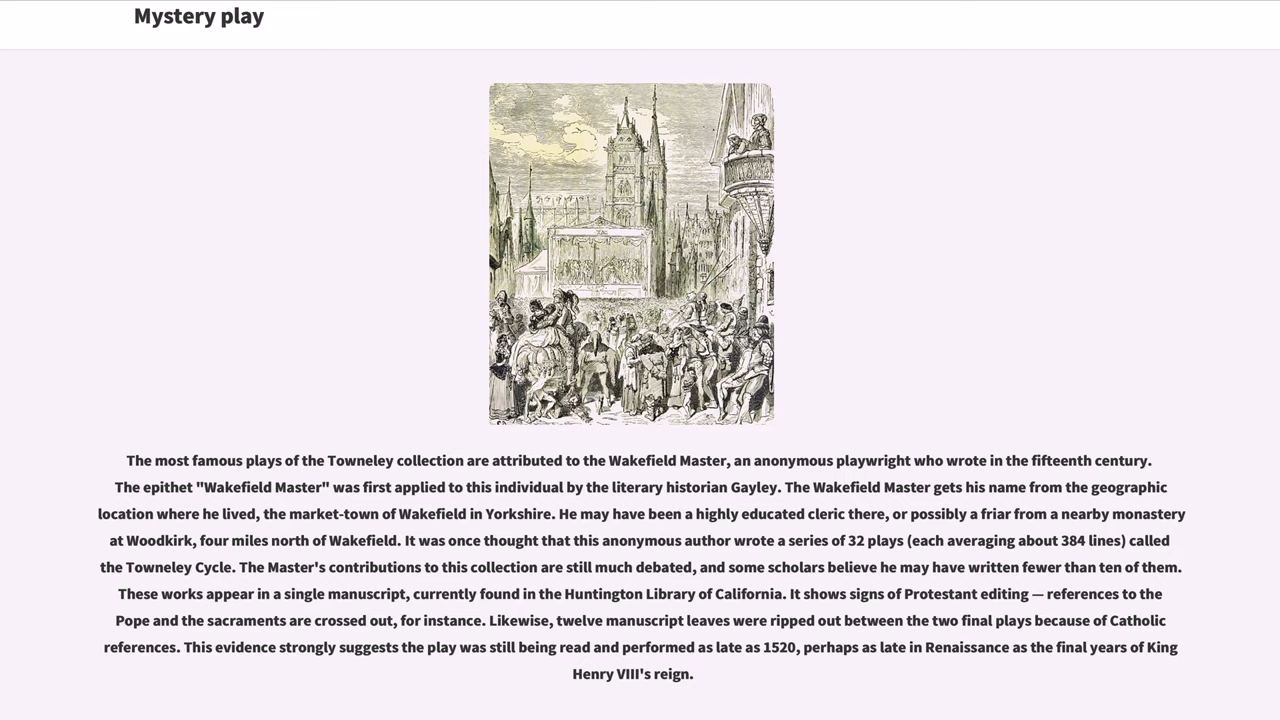 Mystery play
The most famous plays of the Towneley collection are attributed to the Wakefield Master, an anonymous playwright who wrote in the fifteenth century.
The epithet "Wakefield Master" was first applied to this individual by the literary historian Gayley. The Wakefield Master gets his name from the geographic
location where he lived, the market-town of Wakefield in Yorkshire. He may have been a highly educated cleric there, or possibly a friar from a nearby monastery
at Woodkirk, four miles north of Wakefield. It was once thought that this anonymous author wrote a series of 32 plays (each averaging about 384 lines) called
the Towneley Cycle. The Master's contributions to this collection are still much debated, and some scholars believe he may have written fewer than ten of them.
These works appear in a single manuscript, currently found in the Huntington Library of California. It shows signs of Protestant editing — references to the
Pope and the sacraments are crossed out, for instance. Likewise, twelve manuscript leaves were ripped out between the two final plays because of Catholic
references. This evidence strongly suggests the play was still being read and performed as late as 1520, perhaps as late in Renaissance as the final years of King
Henry VIII's reign.